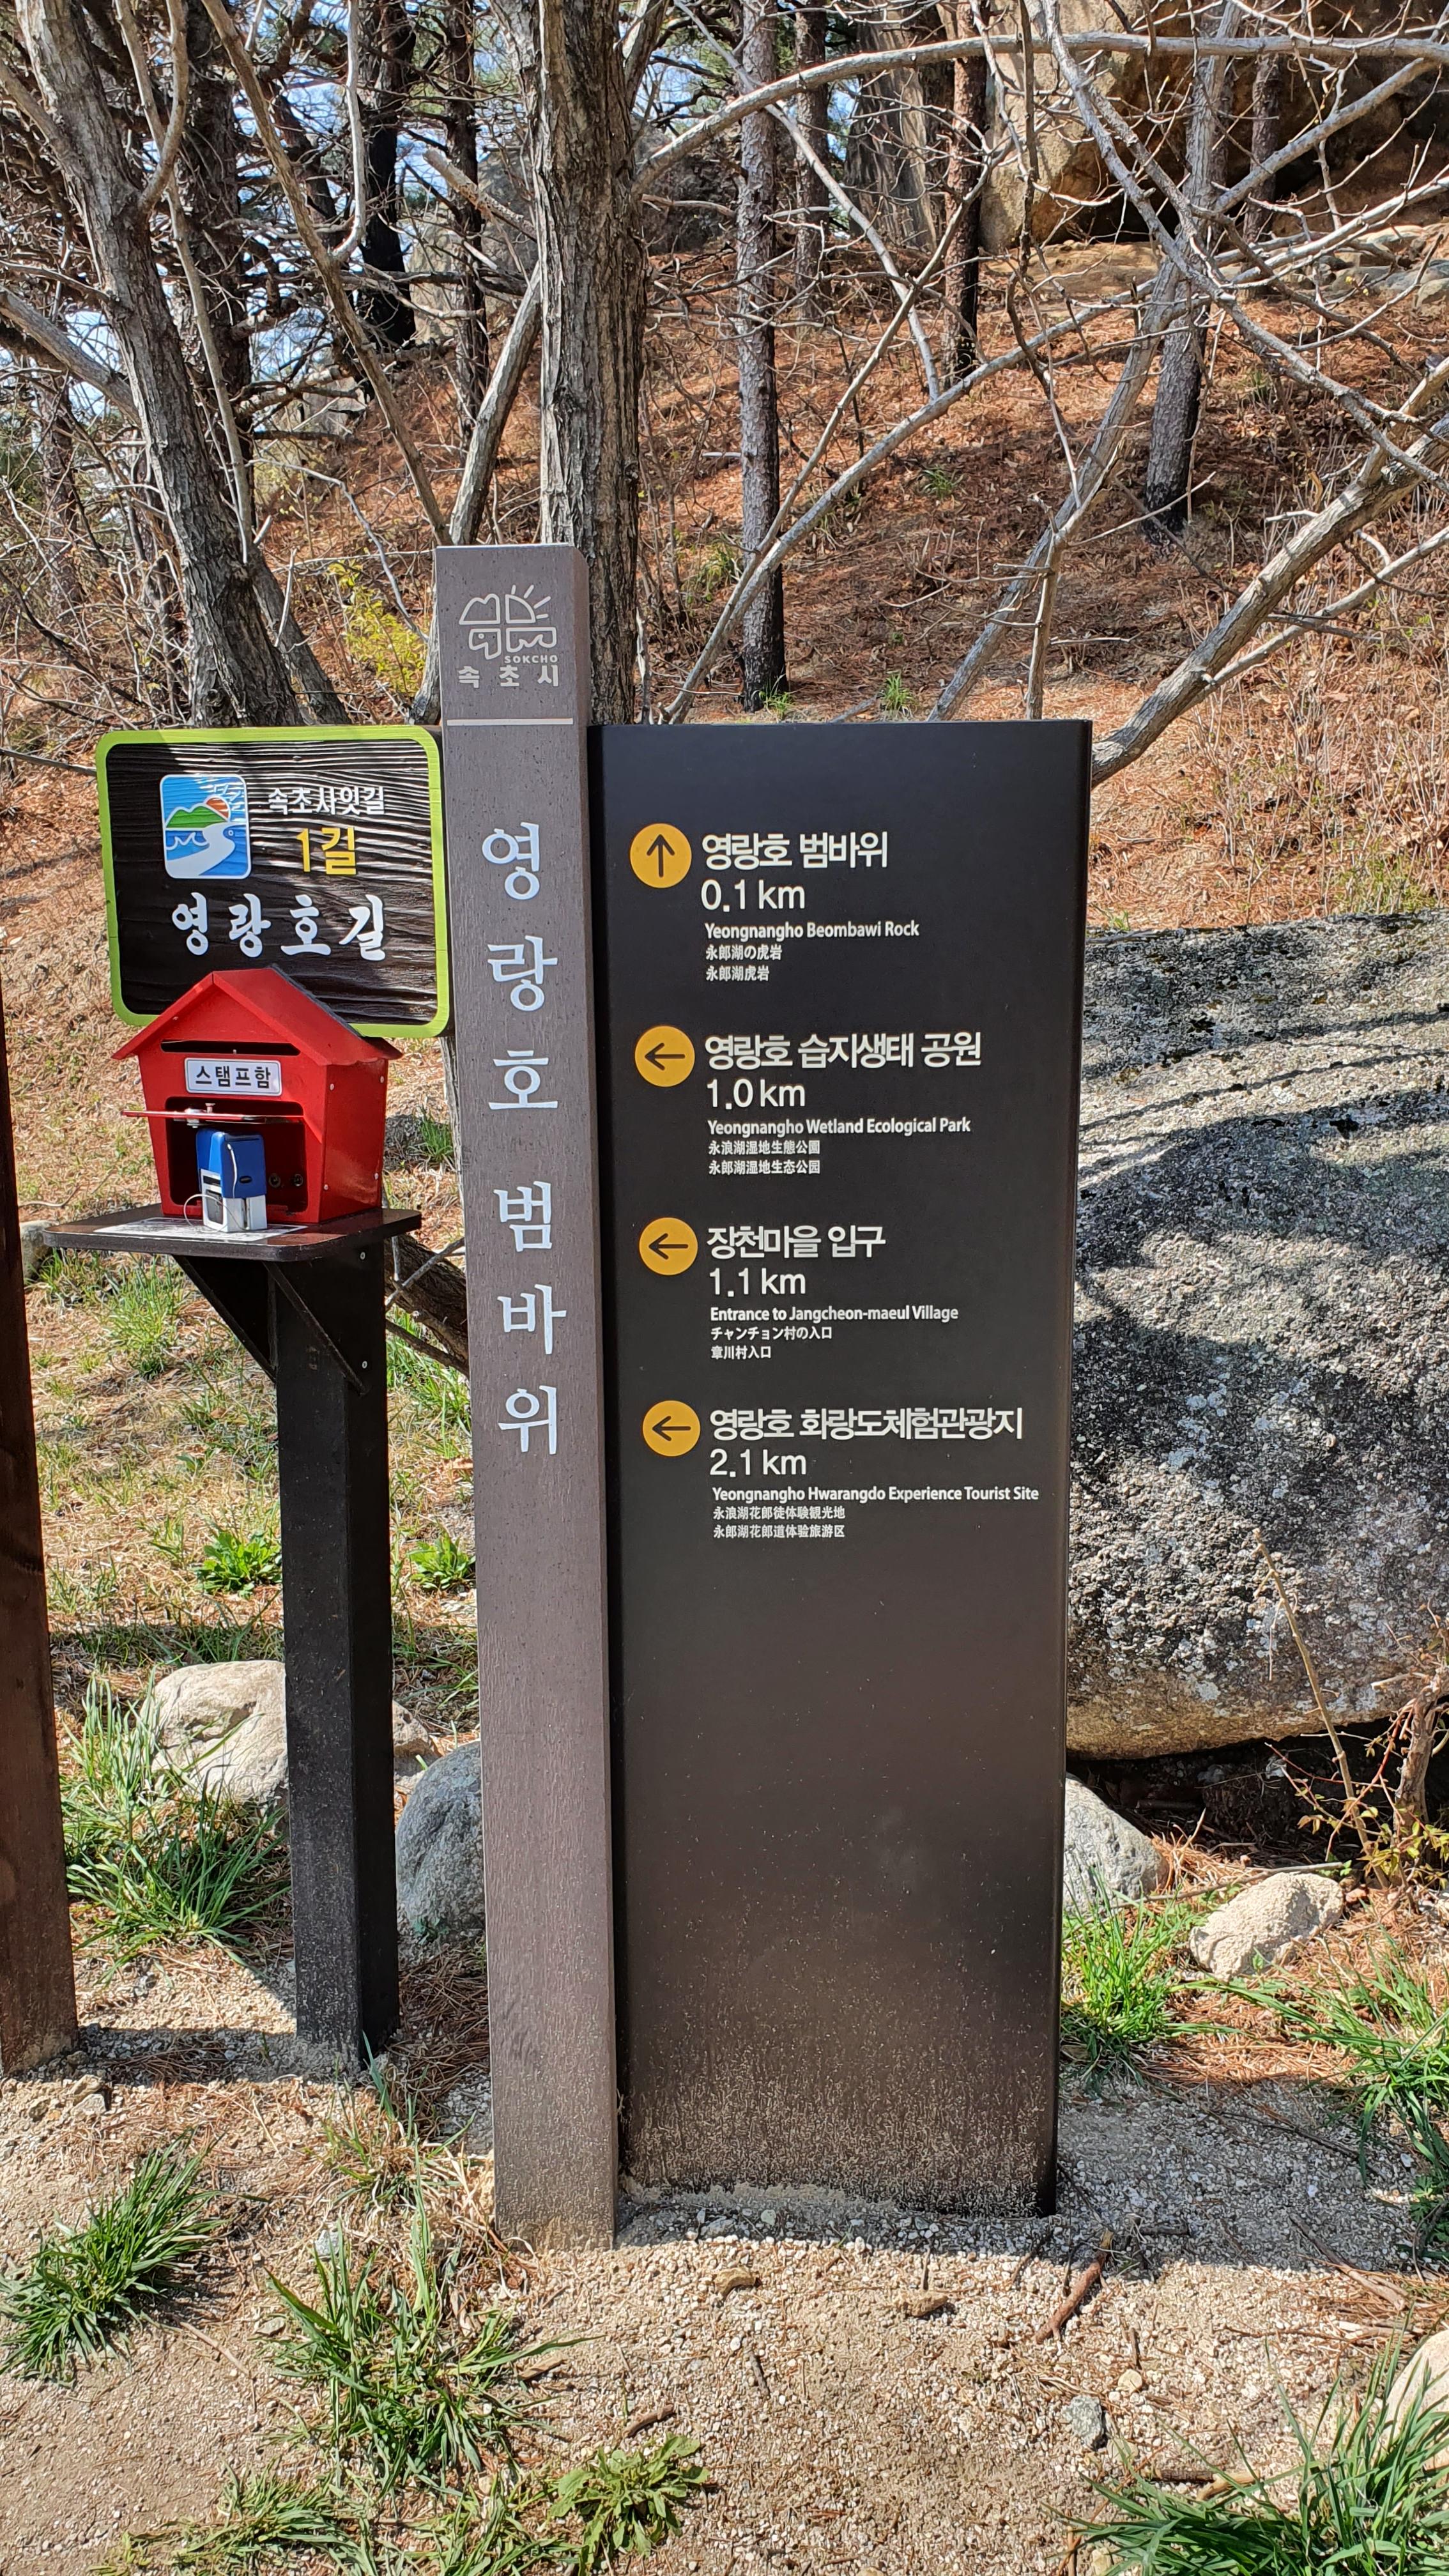 SOKCHO
속초시
속초사잇길
1길
영랑호길
스탬프함
영랑호범바위
영랑호 범바위
0.1 km
Yeongnangho Beombawi Rock
永郎湖の虎岩
永郎湖虎岩
영랑호 습지생태 공원
1.0 km
Yeongnangho Wetland Ecological Park
永浪湖湿地生態公園
永郎湖湿地生态公园
장천마을 입구
1.1 km
Entrance to Jangcheon-maeul Village
チャンチョン村の入口
章川村入口
영랑호 화랑도체험관광지
2.1 km
Yeongnangho Hwarangdo Experience Tourist Site
永浪湖花郎徒体験観光地
永郎湖花郎道体验旅游区